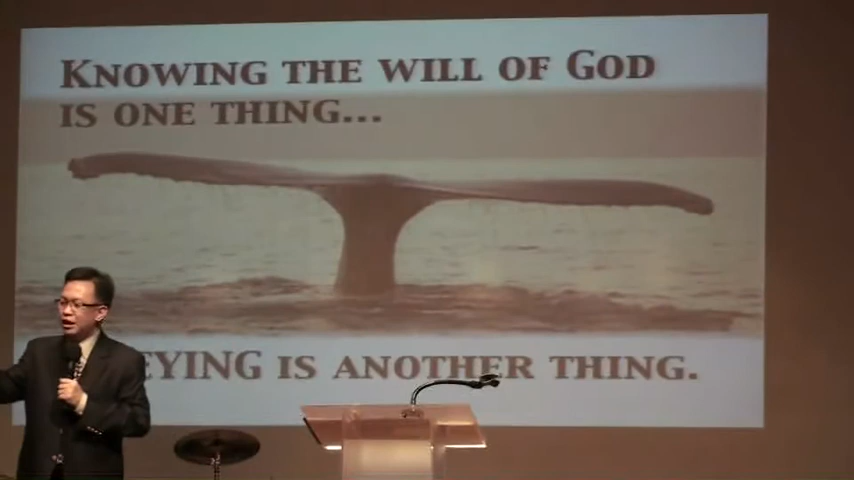 Knowing the will of God
is one thing...
eying is another thing.